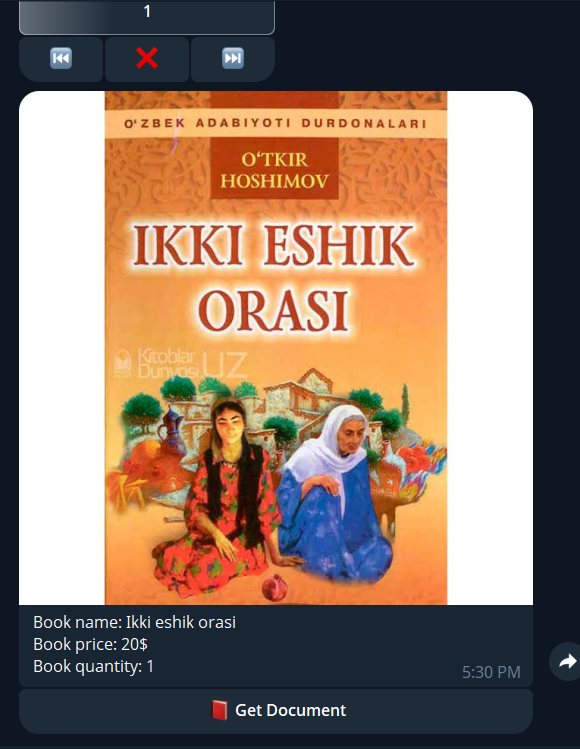 1
O'ZBEK ADABIYOTI DURDONALARI
O'TKIR
HOSHIMOV
IKKI ESHIK
ORASI
Kitoblar
Dunyosi.UZ
Book name: Ikki eshik orasi
Book price: 20$
Book quantity: 1
5:30 PM
Get Document